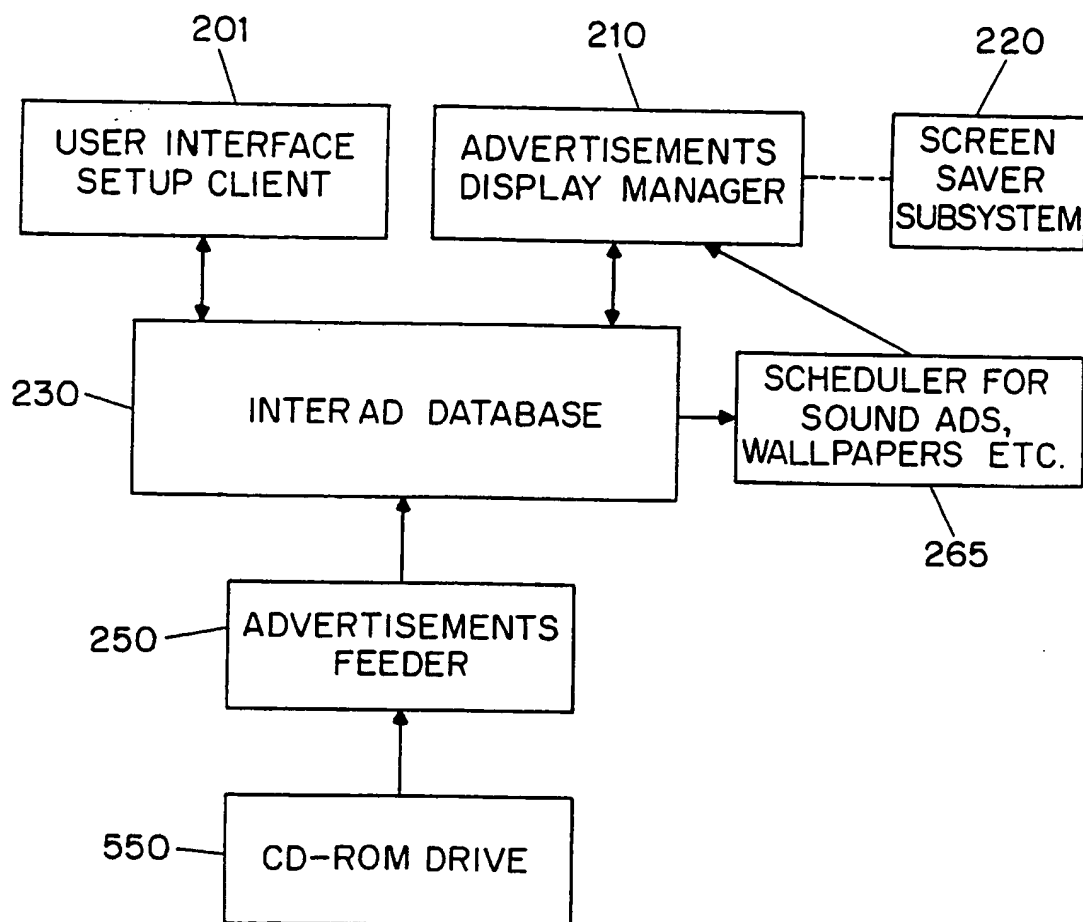 201
210
220
USER INTERFACE
SETUP CLIENT
ADVERTISEMENTS
DISPLAY MANAGER
SCREEN
SAVER
SUBSYSTEM
230
INTER AD DATABASE
SCHEDULER FOR
SOUND ADS,
WALLPAPERS ETC.
265
250
ADVERTISEMENTS
FEEDER
550
CD-ROM DRIVE